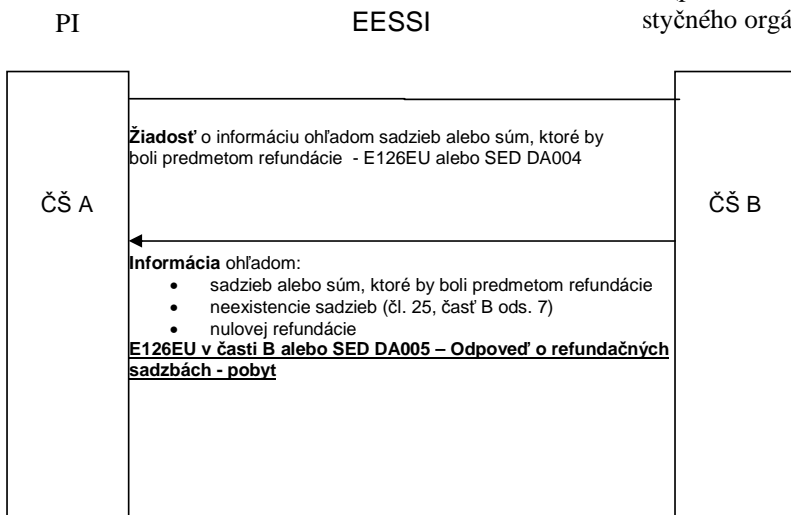 PI
EESSI
styčného orgá
Žiadosť o informáciu ohľadom sadzieb alebo súm, ktoré by
boli predmetom refundácie - E126EU alebo SED DA004
ČŠ A
ČŠ B
Informácia ohľadom:
• sadzieb alebo súm, ktoré by boli predmetom refundácie
• neexistencie sadzieb (čl. 25, časť B ods. 7)
• nulovej refundácie
E126EU v časti B alebo SED DA005 – Odpoveď o refundačných
sadzbách - pobyt